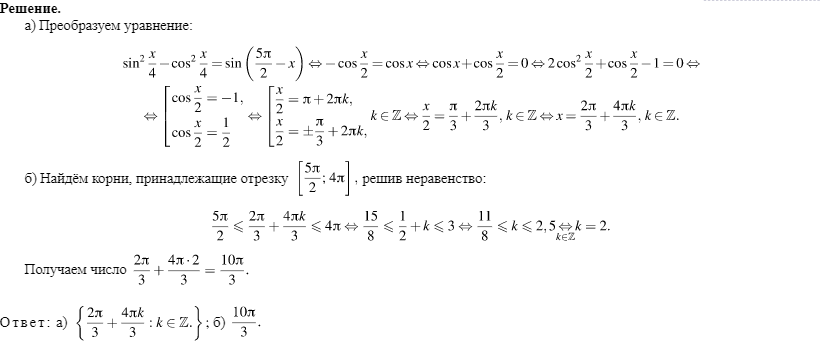 Решение.
а) Преобразуем уравнение:
sin² x/4 − cos² x/4 = sin (5π/2 − x) ⇔ − cos x/2 = cos x ⇔ cos x + cos x/2 = 0 ⇔ 2cos² x/2 + cos x/2 − 1 = 0 ⇔
⇔ [ cos x/2 = −1, cos x/2 = 1/2 ⇔ [ x/2 = π + 2πk, x/2 = ± π/3 + 2πk, k ∈ ℤ ⇔ x/2 = π/3 + 2πk/3, k ∈ ℤ ⇔ x = 2π/3 + 4πk/3, k ∈ ℤ.
б) Найдём корни, принадлежащие отрезку [5π/2; 4π], решив неравенство:
5π/2 ⩽ 2π/3 + 4πk/3 ⩽ 4π ⇔ 15/8 ⩽ 1/2 + k ⩽ 3 ⇔ 11/8 ⩽ k ⩽ 2,5 ⇔ k∈ℤ k = 2.
Получаем число 2π/3 + 4π·2/3 = 10π/3.
Ответ: а) {2π/3 + 4πk/3 : k ∈ ℤ.}; б) 10π/3.